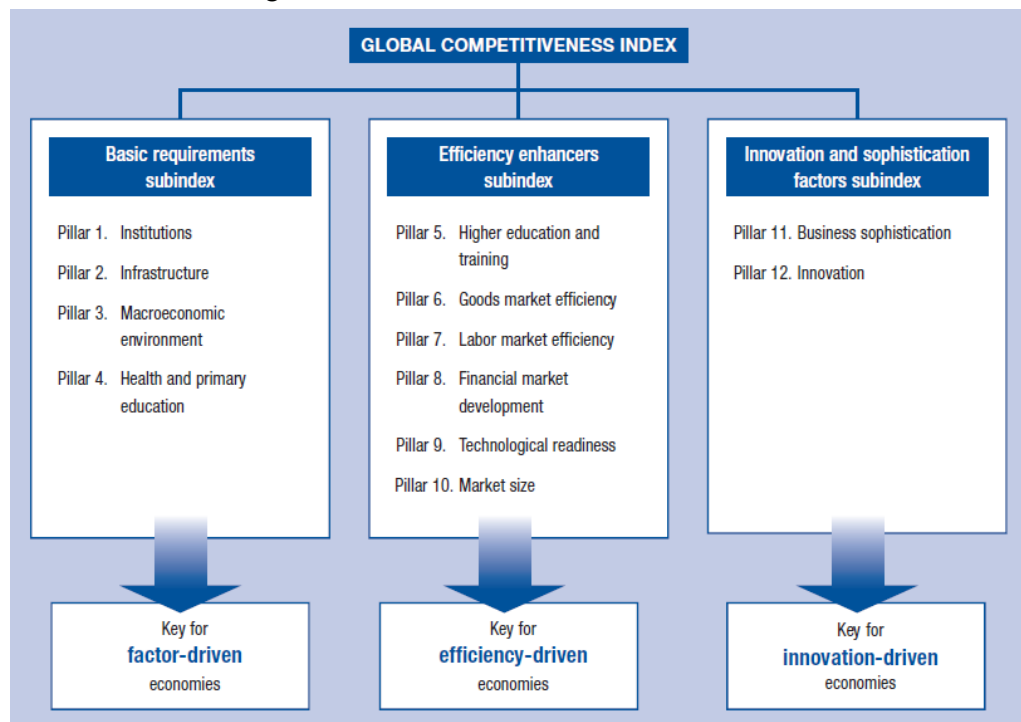 GLOBAL COMPETITIVENESS INDEX
Basic requirements
subindex
Pillar 1. Institutions
Pillar 2. Infrastructure
Pillar 3. Macroeconomic
environment
Pillar 4. Health and primary
education
Key for
factor-driven
economies
Efficiency enhancers
subindex
Pillar 5. Higher education and
training
Pillar 6. Goods market efficiency
Pillar 7. Labor market efficiency
Pillar 8. Financial market
development
Pillar 9. Technological readiness
Pillar 10. Market size
Key for
efficiency-driven
economies
Innovation and sophistication
factors subindex
Pillar 11. Business sophistication
Pillar 12. Innovation
Key for
innovation-driven
economies